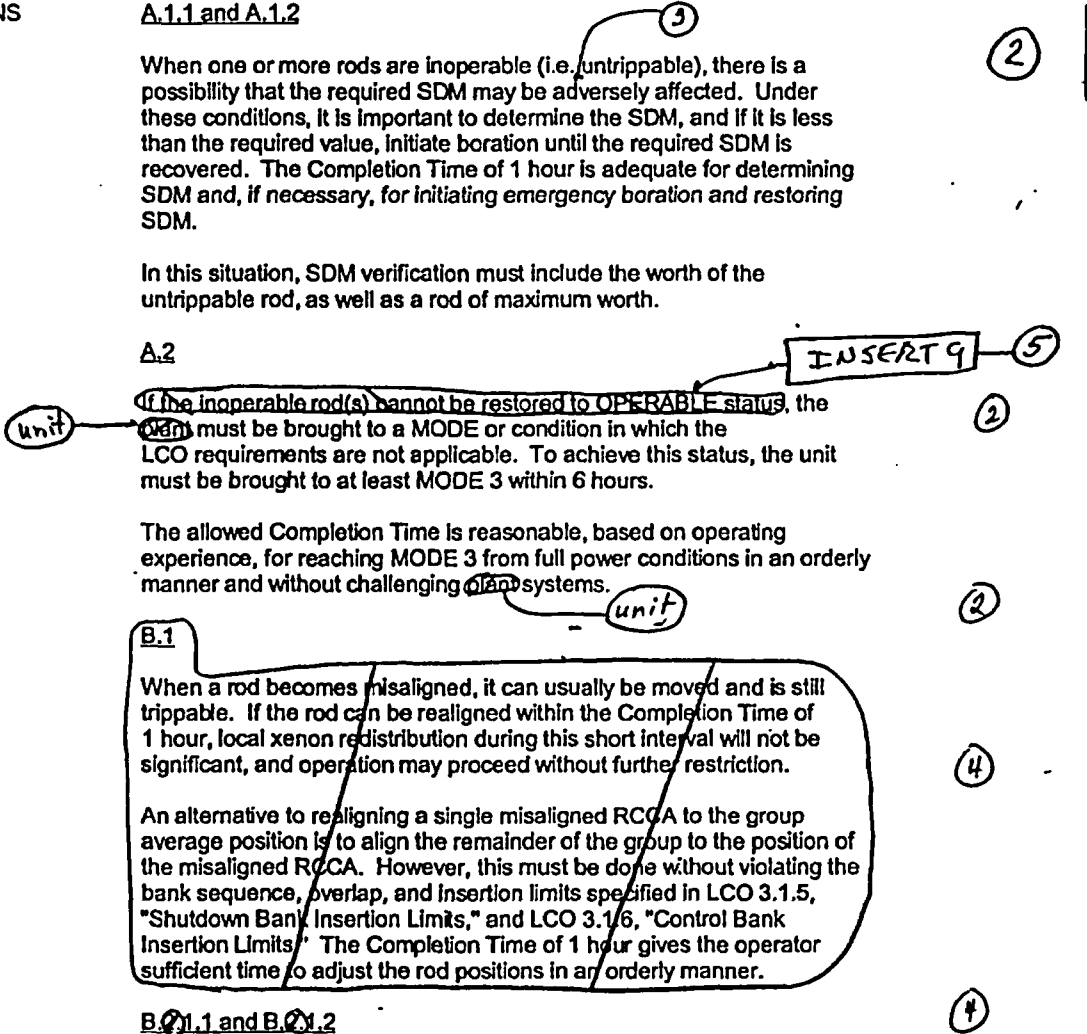 NS
A.1.1 and A.1.2
,
2
When one or more rods are inoperable (i.e. untrippable), there is a
possibility that the required SDM may be adversely affected. Under
these conditions, it is important to determine the SDM, and if it is less
than the required value, initiate boration until the required SDM is
recovered. The Completion Time of 1 hour is adequate for determining
SDM and, if necessary, for initiating emergency boration and restoring
SDM.
In this situation, SDM verification must include the worth of the
untrippable rod, as well as a rod of maximum worth.
A.2
INSERT 9
5
If the inoperable rod(s) cannot be restored to OPERABLE status, the
2
unit
plant must be brought to a MODE or condition in which the
LCO requirements are not applicable. To achieve this status, the unit
must be brought to at least MODE 3 within 6 hours.
The allowed Completion Time is reasonable, based on operating
experience, for reaching MODE 3 from full power conditions in an orderly
manner and without challenging plant systems.
unit
2
B.1
When a rod becomes misaligned, it can usually be moved and is still
trippable. If the rod can be realigned within the Completion Time of
1 hour, local xenon redistribution during this short interval will not be
significant, and operation may proceed without further restriction.
4
An alternative to realigning a single misaligned RCCA to the group
average position is to align the remainder of the group to the position of
the misaligned RCCA. However, this must be done without violating the
bank sequence, overlap, and insertion limits specified in LCO 3.1.5,
"Shutdown Bank Insertion Limits," and LCO 3.1.6, "Control Bank
Insertion Limits." The Completion Time of 1 hour gives the operator
sufficient time to adjust the rod positions in an orderly manner.
4
B.2.1.1 and B.2.1.2